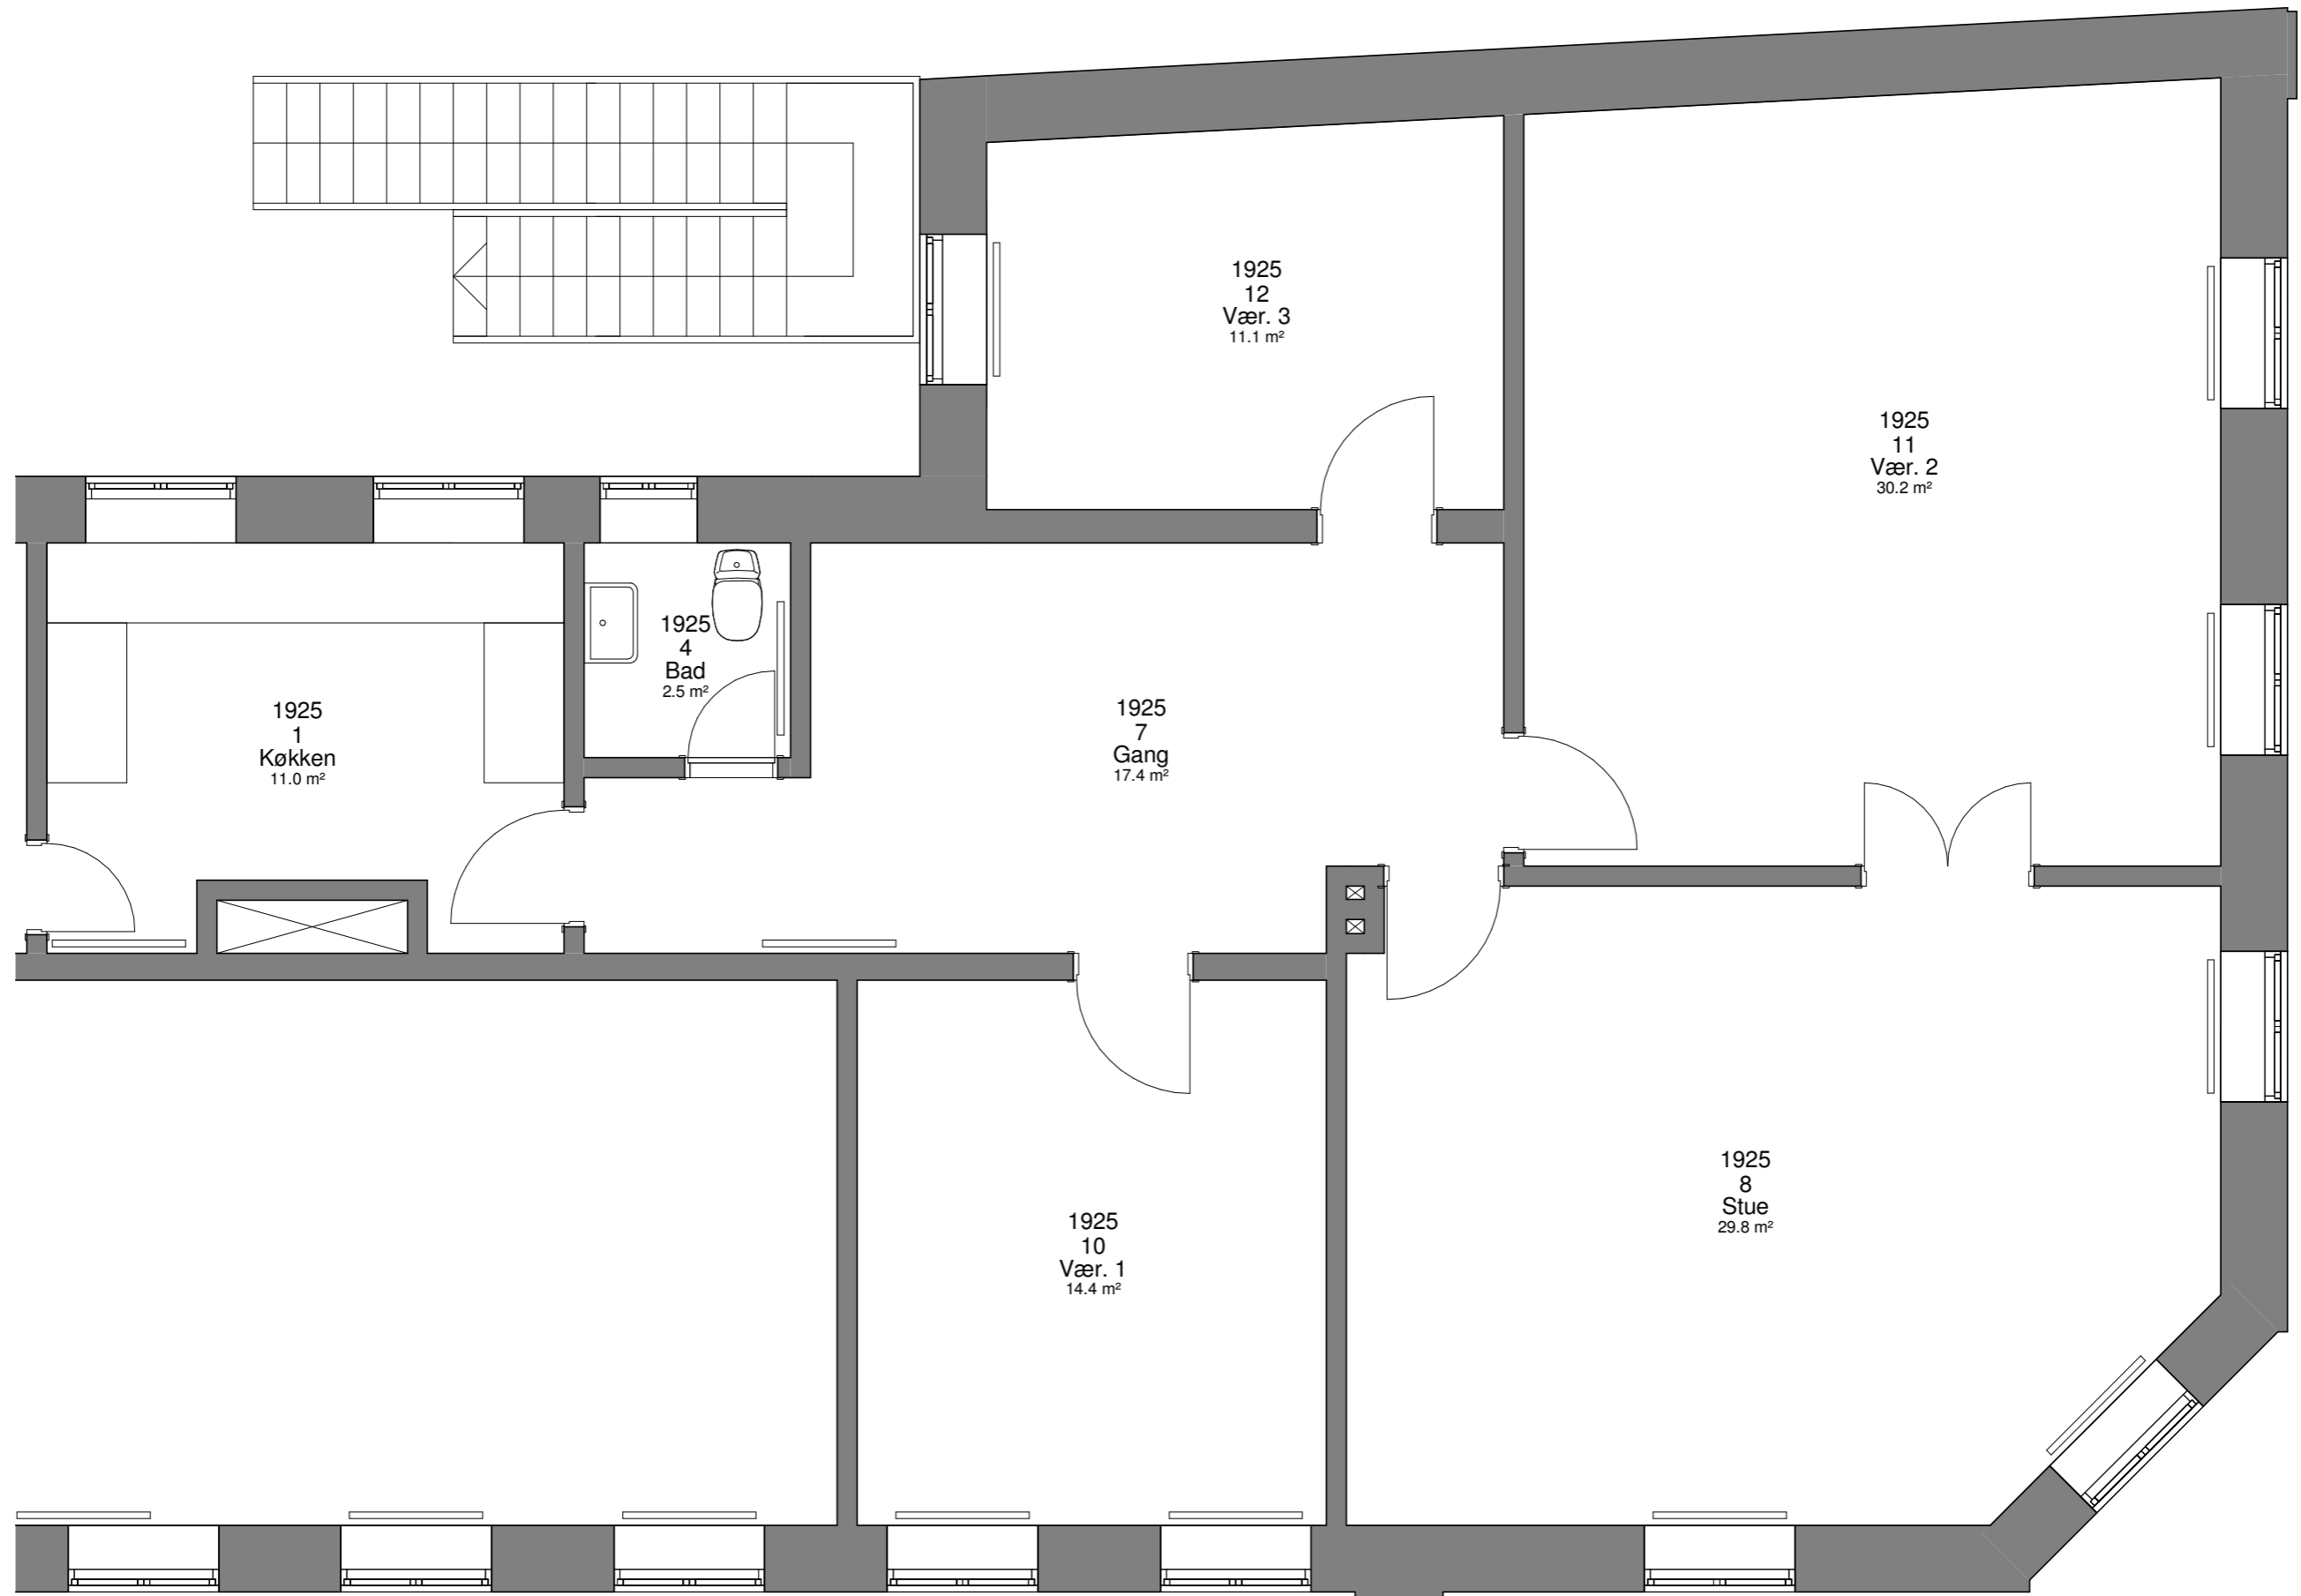 1925
12
Vær. 3
11.1 m²
1925
11
Vær. 2
30.2 m²
1925
4
Bad
2.5 m²
1925
1
Køkken
11.0 m²
1925
7
Gang
17.4 m²
1925
8
Stue
29.8 m²
1925
10
Vær. 1
14.4 m²